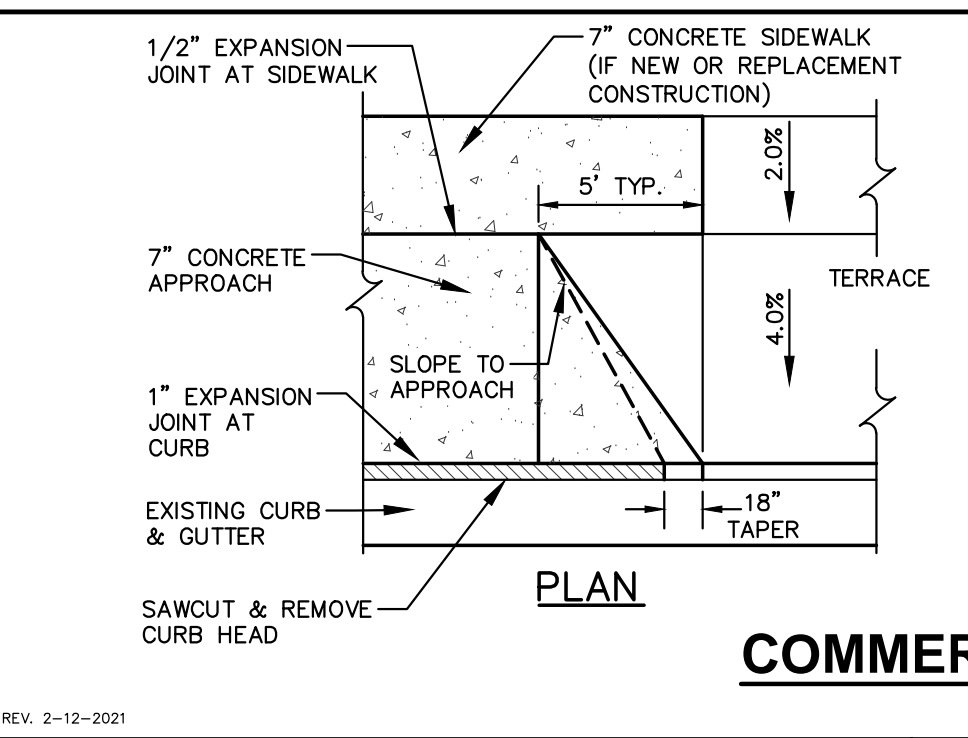 1/2" EXPANSION
JOINT AT SIDEWALK
7" CONCRETE SIDEWALK
(IF NEW OR REPLACEMENT
CONSTRUCTION)
2.0%
5' TYP.
7" CONCRETE
APPROACH
TERRACE
4.0%
SLOPE TO
APPROACH
1" EXPANSION
JOINT AT
CURB
EXISTING CURB
& GUTTER
18"
TAPER
PLAN
SAWCUT & REMOVE
CURB HEAD
COMMER
REV. 2-12-2021